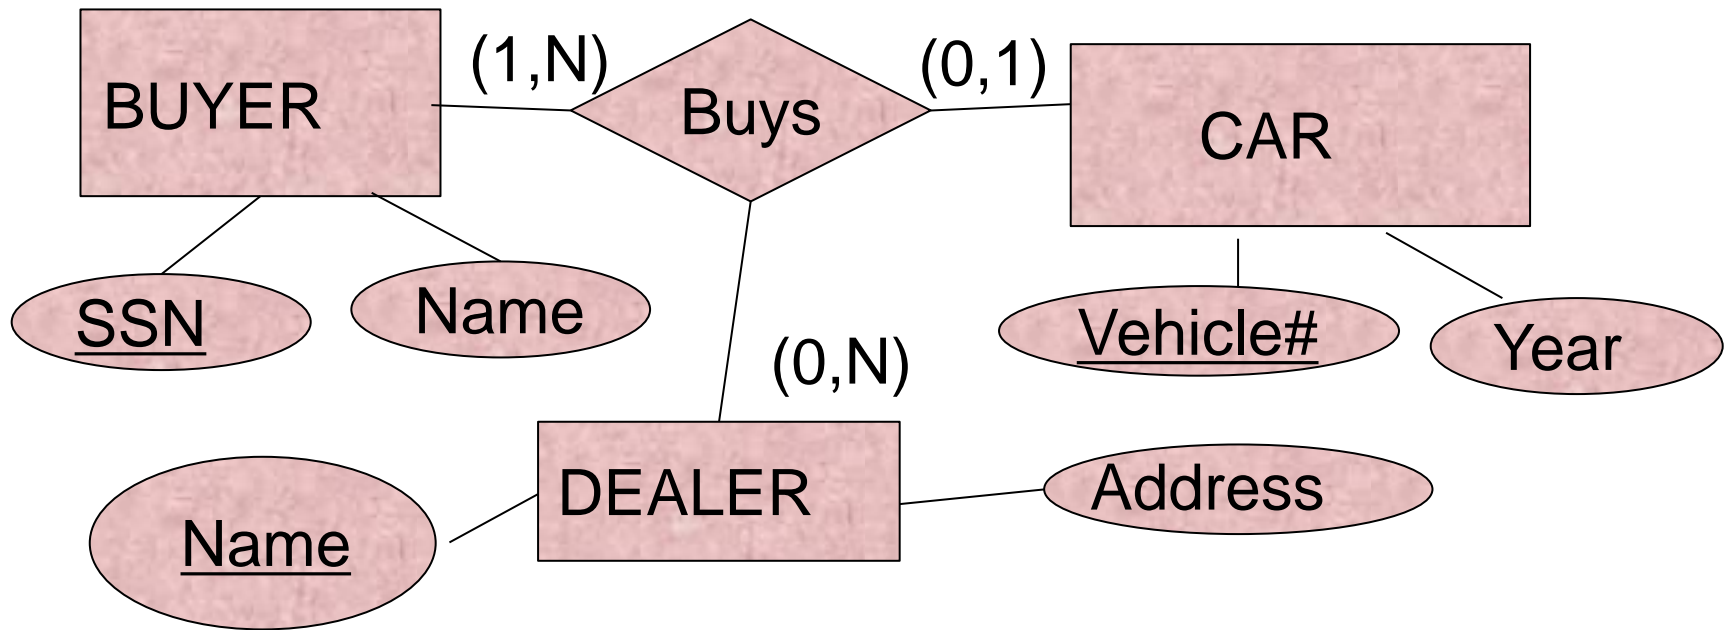 BUYER
(1,N)
Buys
(0,1)
CAR
SSN
Name
(0,N)
Vehicle#
Year
DEALER
Address
Name